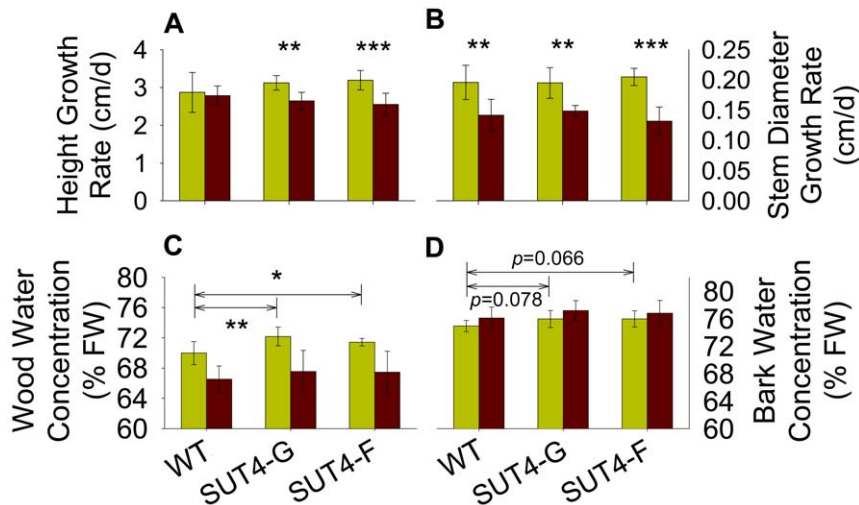 A
B
Height Growth
Rate (cm/d)
4
3
2
1
0
** ***
** ** ***
0.25
0.20
0.15
0.10
0.05
0.00
Stem Diameter
Growth Rate
(cm/d)
C
D
Wood Water
Concentration
(% FW)
80
76
72
68
64
60
*
**
p=0.066
p=0.078
80
76
72
68
64
60
Bark Water
Concentration
(% FW)
WT
SUT4-G
SUT4-F
WT
SUT4-G
SUT4-F